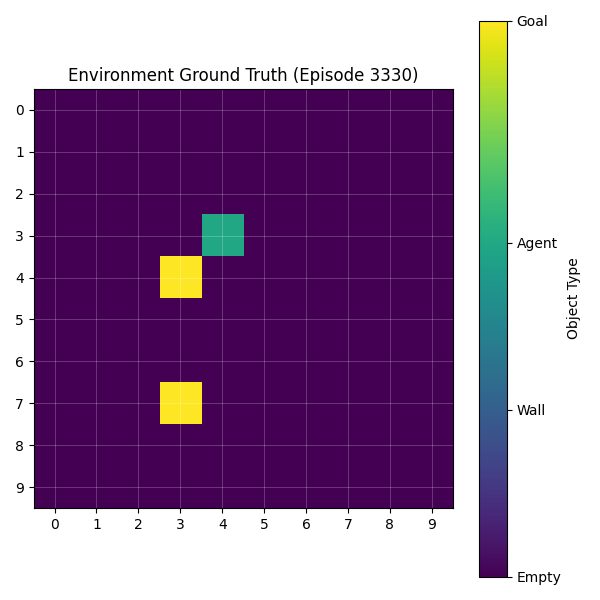 Environment Ground Truth (Episode 3330)
Goal
0
1
2
3
Agent
4
5
Object Type
6
7
Wall
8
9
0 1 2 3 4 5 6 7 8 9
Empty